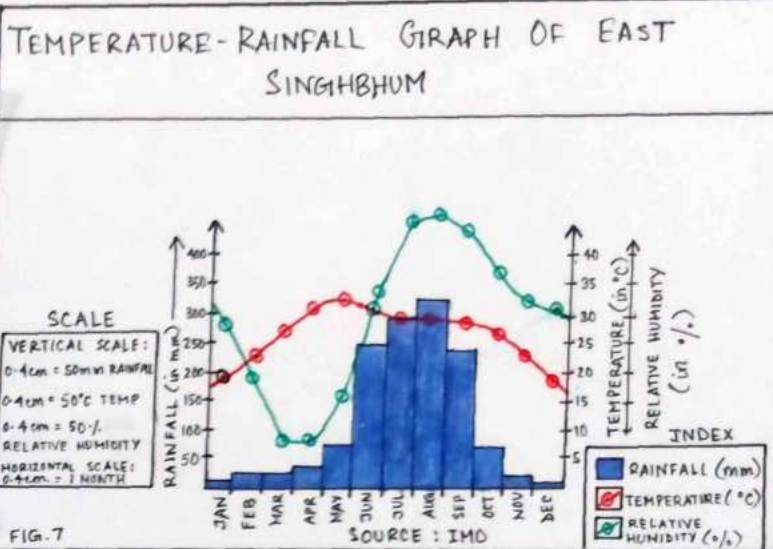 TEMPERATURE-RAINFALL GRAPH OF EAST
SINGHBHUM
SCALE
VERTICAL SCALE:
0.4cm = 50mm RAINFAL
0.4cm = 50°C TEMP
0.4cm = 50%
RELATIVE HUMIDITY
HORIZONTAL SCALE:
0.4cm = 1 MONTH
FIG.7
RAINFALL (in mm)
400
350
300
250
200
150
100
50
JAN
FEB
MAR
APR
MAY
JUN
JUL
AUG
SEP
OCT
NOV
DEC
SOURCE : IMD
40
35
30
25
20
15
10
5
TEMPERATURE (in °C)
RELATIVE HUMIDITY
(in %)
INDEX
RAINFALL (mm)
TEMPERATURE (°C)
RELATIVE
HUMIDITY (%)